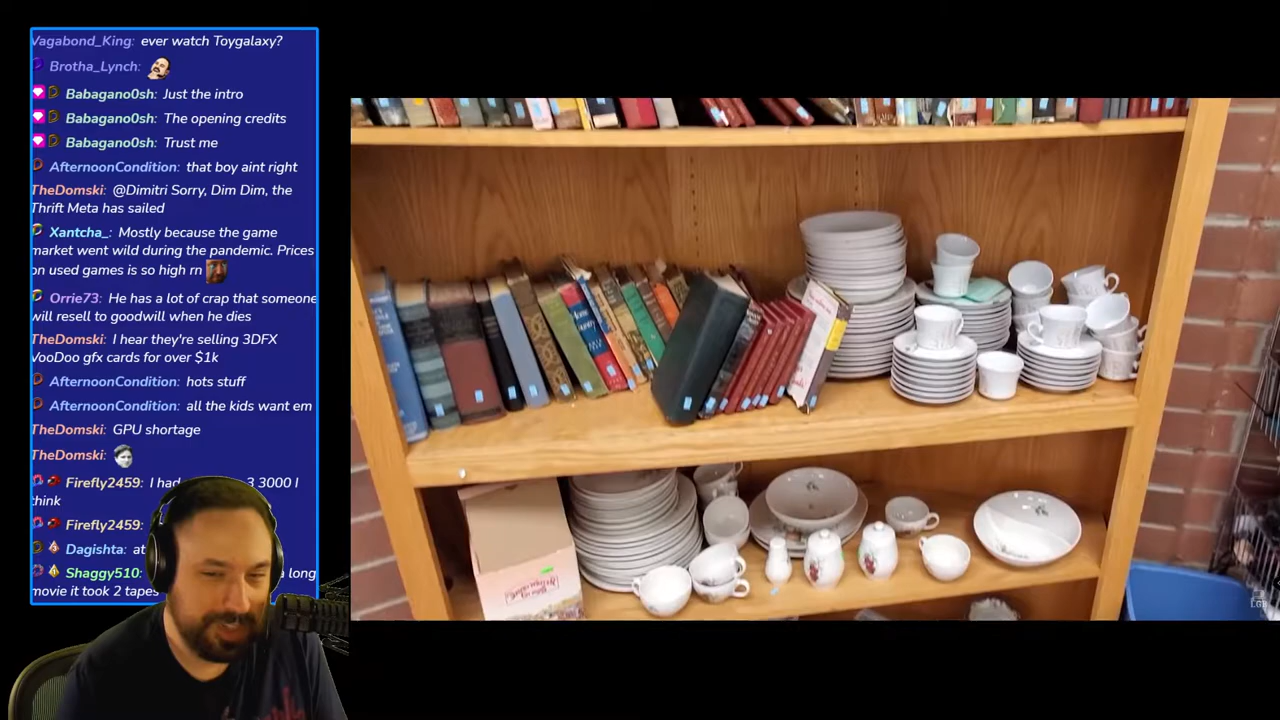 Vagabond_King: ever watch Toygalaxy?
Brotha_Lynch:
Babagano0sh: Just the intro
Babagano0sh: The opening credits
Babagano0sh: Trust me
AfternoonCondition: that boy aint right
TheDomski: @Dimitri Sorry, Dim Dim, the
Thrift Meta has sailed
Xantcha_: Mostly because the game
market went wild during the pandemic. Prices
on used games is so high rn
Orrie73: He has a lot of crap that someone
will resell to goodwill when he dies
TheDomski: I hear they're selling 3DFX
VooDoo gfx cards for over $1k
AfternoonCondition: hots stuff
AfternoonCondition: all the kids want em
TheDomski: GPU shortage
TheDomski:
Firefly2459: I had 3 3000 I
think
Firefly2459:
Dagishta: at
Shaggy510: a long
movie it took 2 tapes
LGR